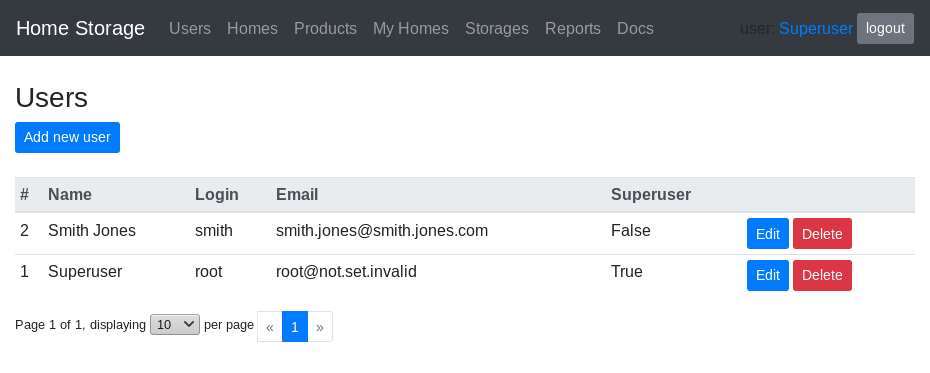 Home Storage Users Homes Products My Homes Storages Reports Docs user: Superuser logout
Users
Add new user
# Name Login Email Superuser
2 Smith Jones smith smith.jones@smith.jones.com False Edit Delete
1 Superuser root root@not.set.invalid True Edit Delete
Page 1 of 1, displaying 10 per page « 1 »